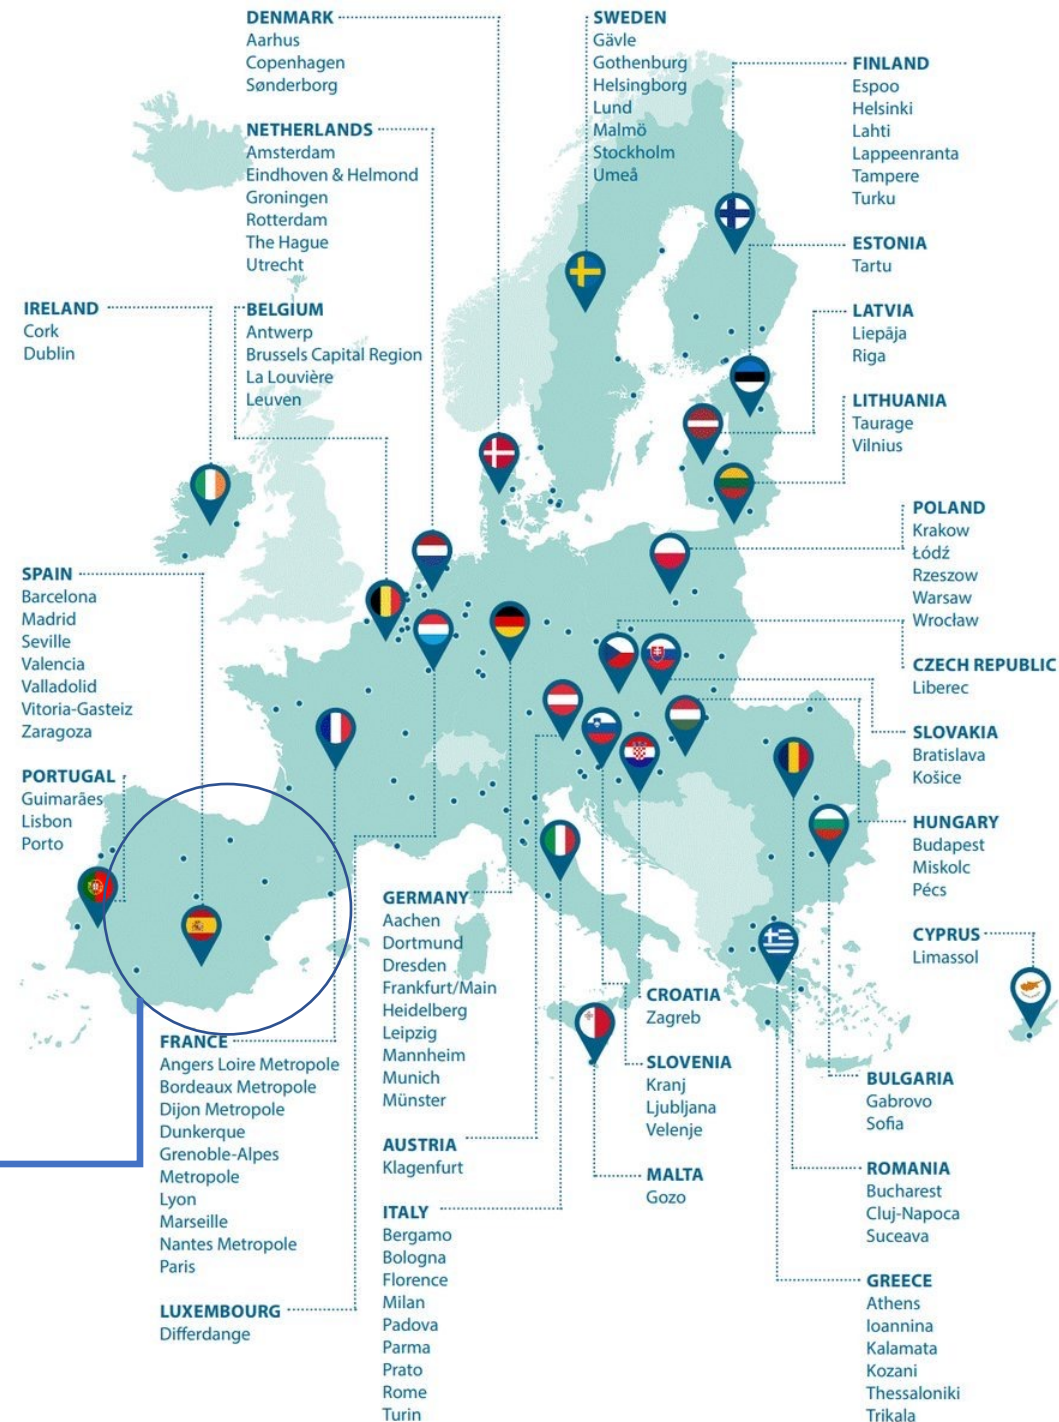 DENMARK
Aarhus
Copenhagen
Sønderborg
SWEDEN
Gävle
Gothenburg
Helsingborg
Lund
Malmö
Stockholm
Umeå
FINLAND
Espoo
Helsinki
Lahti
Lappeenranta
Tampere
Turku
NETHERLANDS
Amsterdam
Eindhoven & Helmond
Groningen
Rotterdam
The Hague
Utrecht
ESTONIA
Tartu
IRELAND
Cork
Dublin
BELGIUM
Antwerp
Brussels Capital Region
La Louvière
Leuven
LATVIA
Liepāja
Riga
LITHUANIA
Taurage
Vilnius
POLAND
Krakow
Łódź
Rzeszow
Warsaw
Wrocław
SPAIN
Barcelona
Madrid
Seville
Valencia
Valladolid
Vitoria-Gasteiz
Zaragoza
CZECH REPUBLIC
Liberec
SLOVAKIA
Bratislava
Košice
PORTUGAL
Guimarães
Lisbon
Porto
HUNGARY
Budapest
Miskolc
Pécs
GERMANY
Aachen
Dortmund
Dresden
Frankfurt/Main
Heidelberg
Leipzig
Mannheim
Munich
Münster
CYPRUS
Limassol
CROATIA
Zagreb
FRANCE
Angers Loire Metropole
Bordeaux Metropole
Dijon Metropole
Dunkerque
Grenoble-Alpes
Metropole
Lyon
Marseille
Nantes Metropole
Paris
SLOVENIA
Kranj
Ljubljana
Velenje
BULGARIA
Gabrovo
Sofia
AUSTRIA
Klagenfurt
MALTA
Gozo
ROMANIA
Bucharest
Cluj-Napoca
Suceava
ITALY
Bergamo
Bologna
Florence
Milan
Padova
Parma
Prato
Rome
Turin
LUXEMBOURG
Differdange
GREECE
Athens
Ioannina
Kalamata
Kozani
Thessaloniki
Trikala